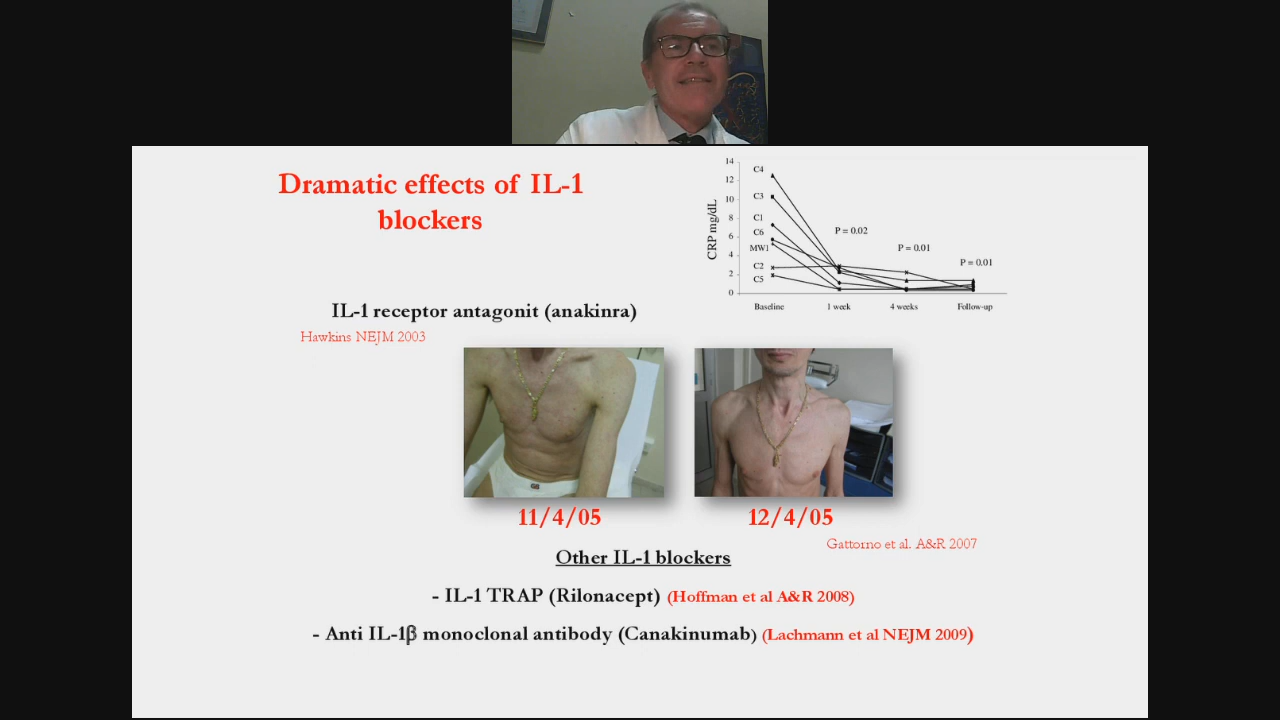 Dramatic effects of IL-1
blockers
14
12
10
8
6
4
2
0
CRP mg/dL
C4
C3
C1
C6
MW1
C2
C5
P = 0.02
P = 0.01
P = 0.01
Baseline
1 week
4 weeks
Follow-up
IL-1 receptor antagonit (anakinra)
Hawkins NEJM 2003
11/4/05
12/4/05
Gattorno et al. A&R 2007
Other IL-1 blockers
- IL-1 TRAP (Rilonacept) (Hoffman et al A&R 2008)
- Anti IL-1β monoclonal antibody (Canakinumab) (Lachmann et al NEJM 2009)